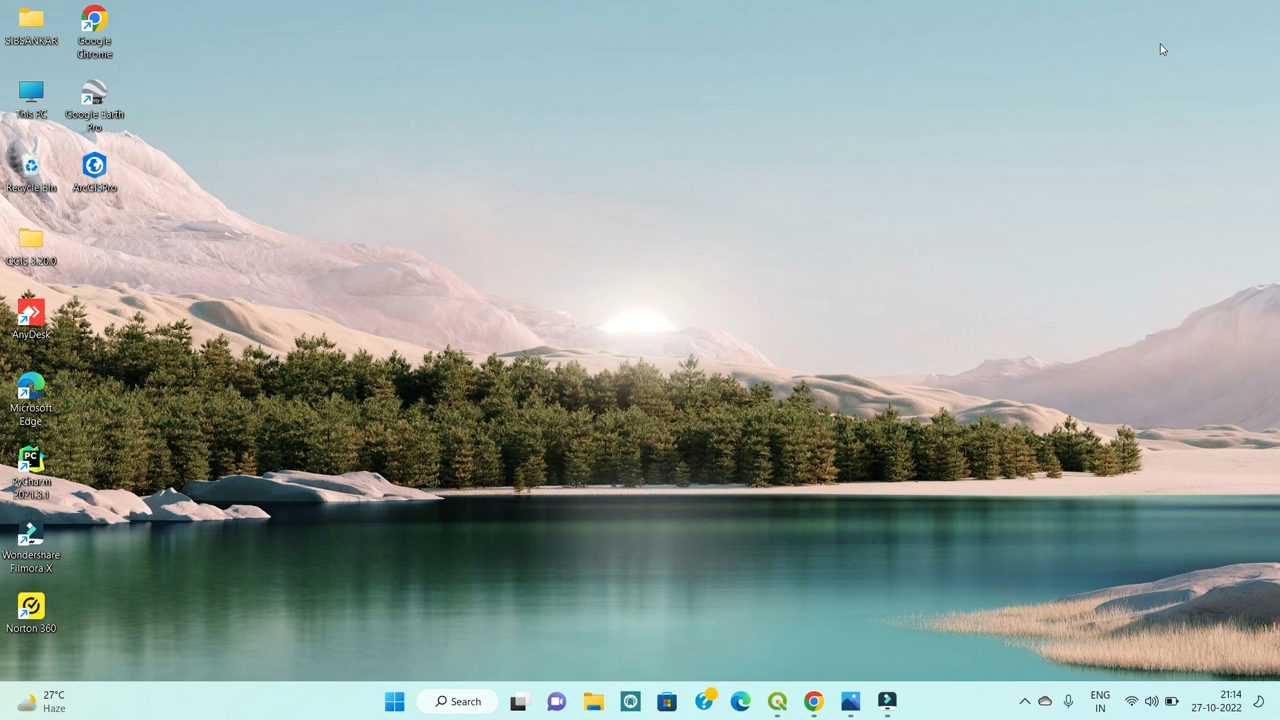 SIBSANKAR
Google
Chrome
This PC
Google Earth
Pro
Recycle Bin
ArcGISPro
QGIS 3.20.0
AnyDesk
Microsoft
Edge
PC
PyCharm
2021.3.1
Wondershare
Filmora X
Norton 360
27°C
Haze
Search
ENG
IN
21:14
27-10-2022